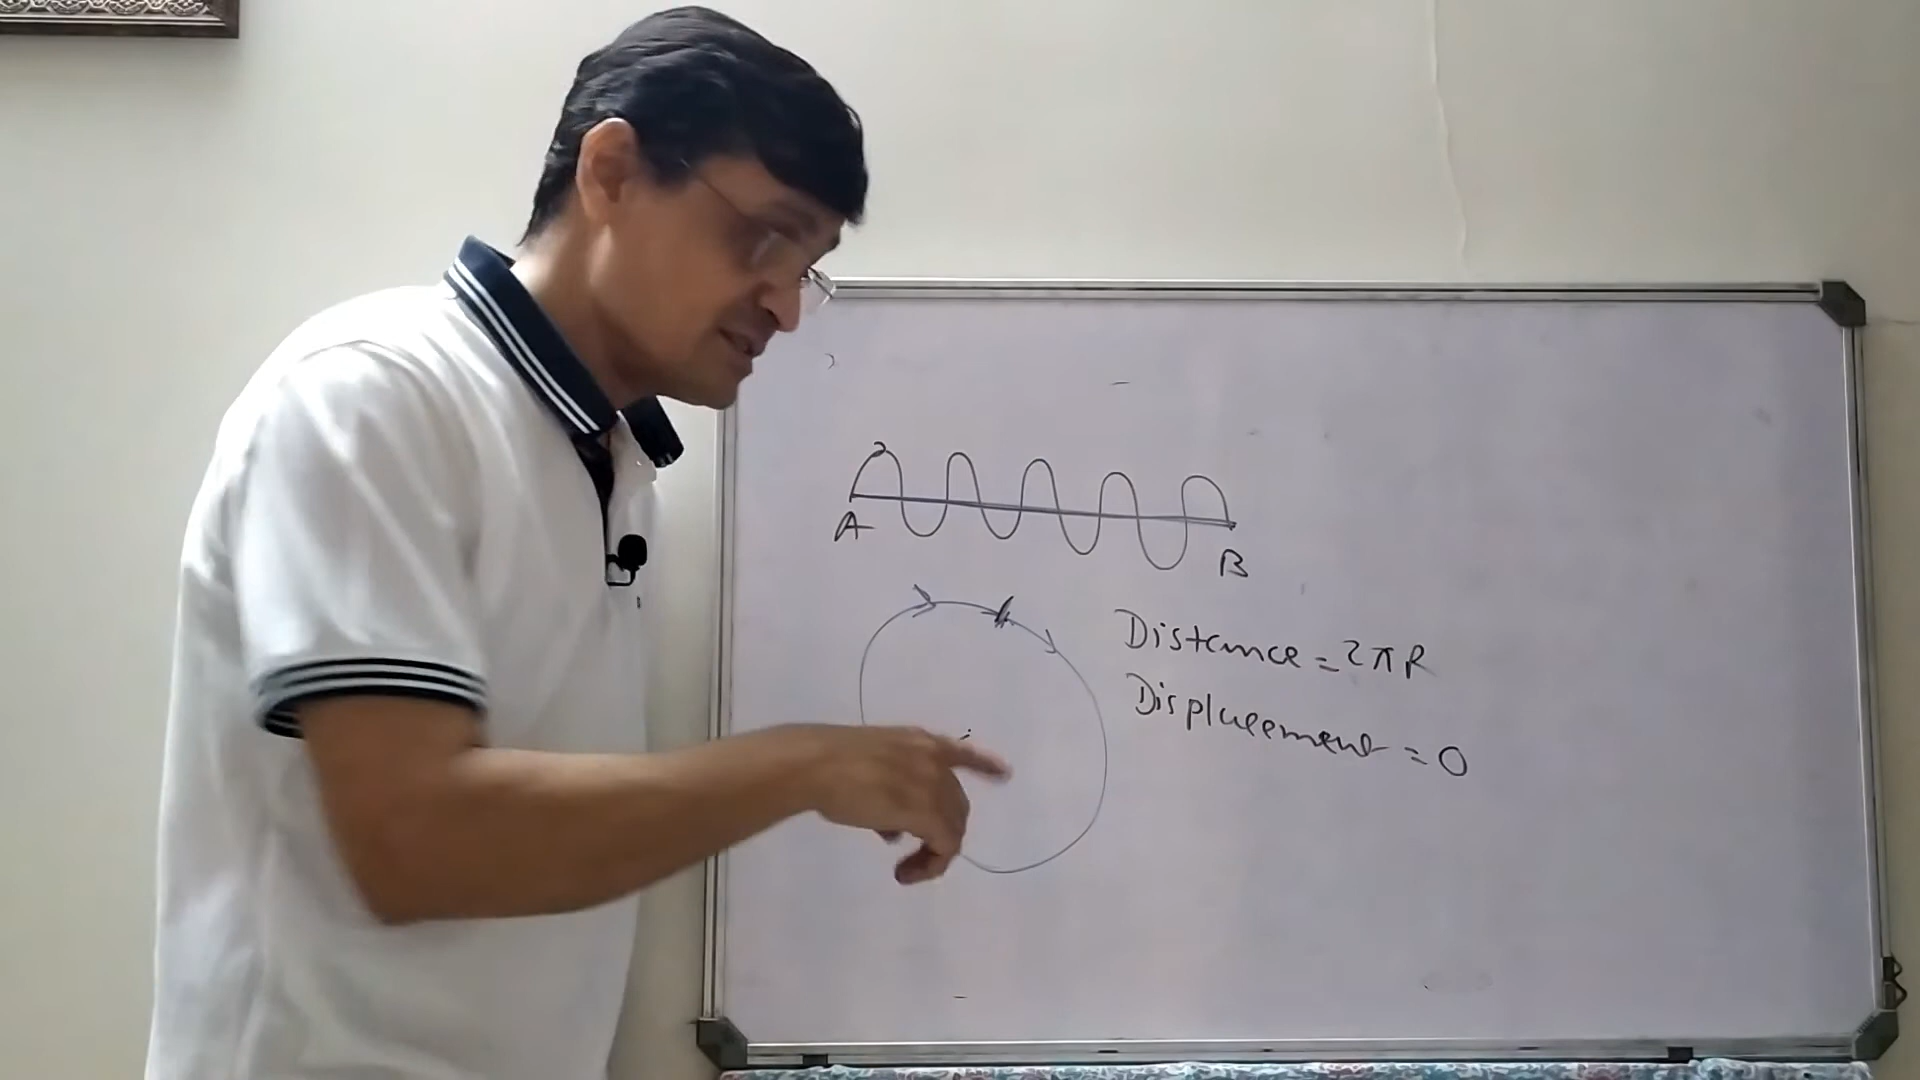 A
B
Distance = 2πR
Displacement = 0